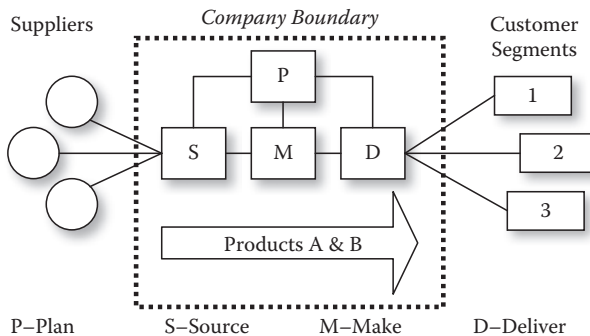 Suppliers
Company Boundary
Customer
Segments
P
S
M
D
1
2
3
Products A & B
P–Plan
S–Source
M–Make
D–Deliver